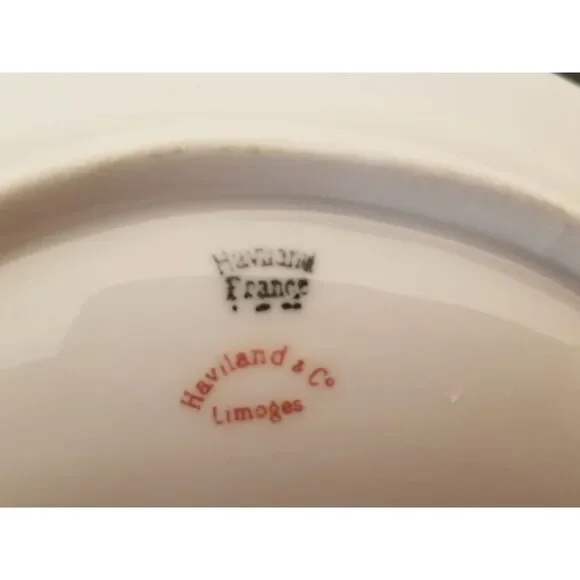 Haviland
France
Haviland & Co
Limoges